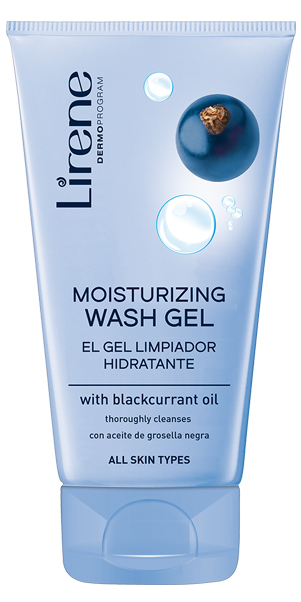 Lirene
DERMOPROGRAM
MOISTURIZING
WASH GEL
EL GEL LIMPIADOR
HIDRATANTE
with blackcurrant oil
thoroughly cleanses
con aceite de grosella negra
ALL SKIN TYPES